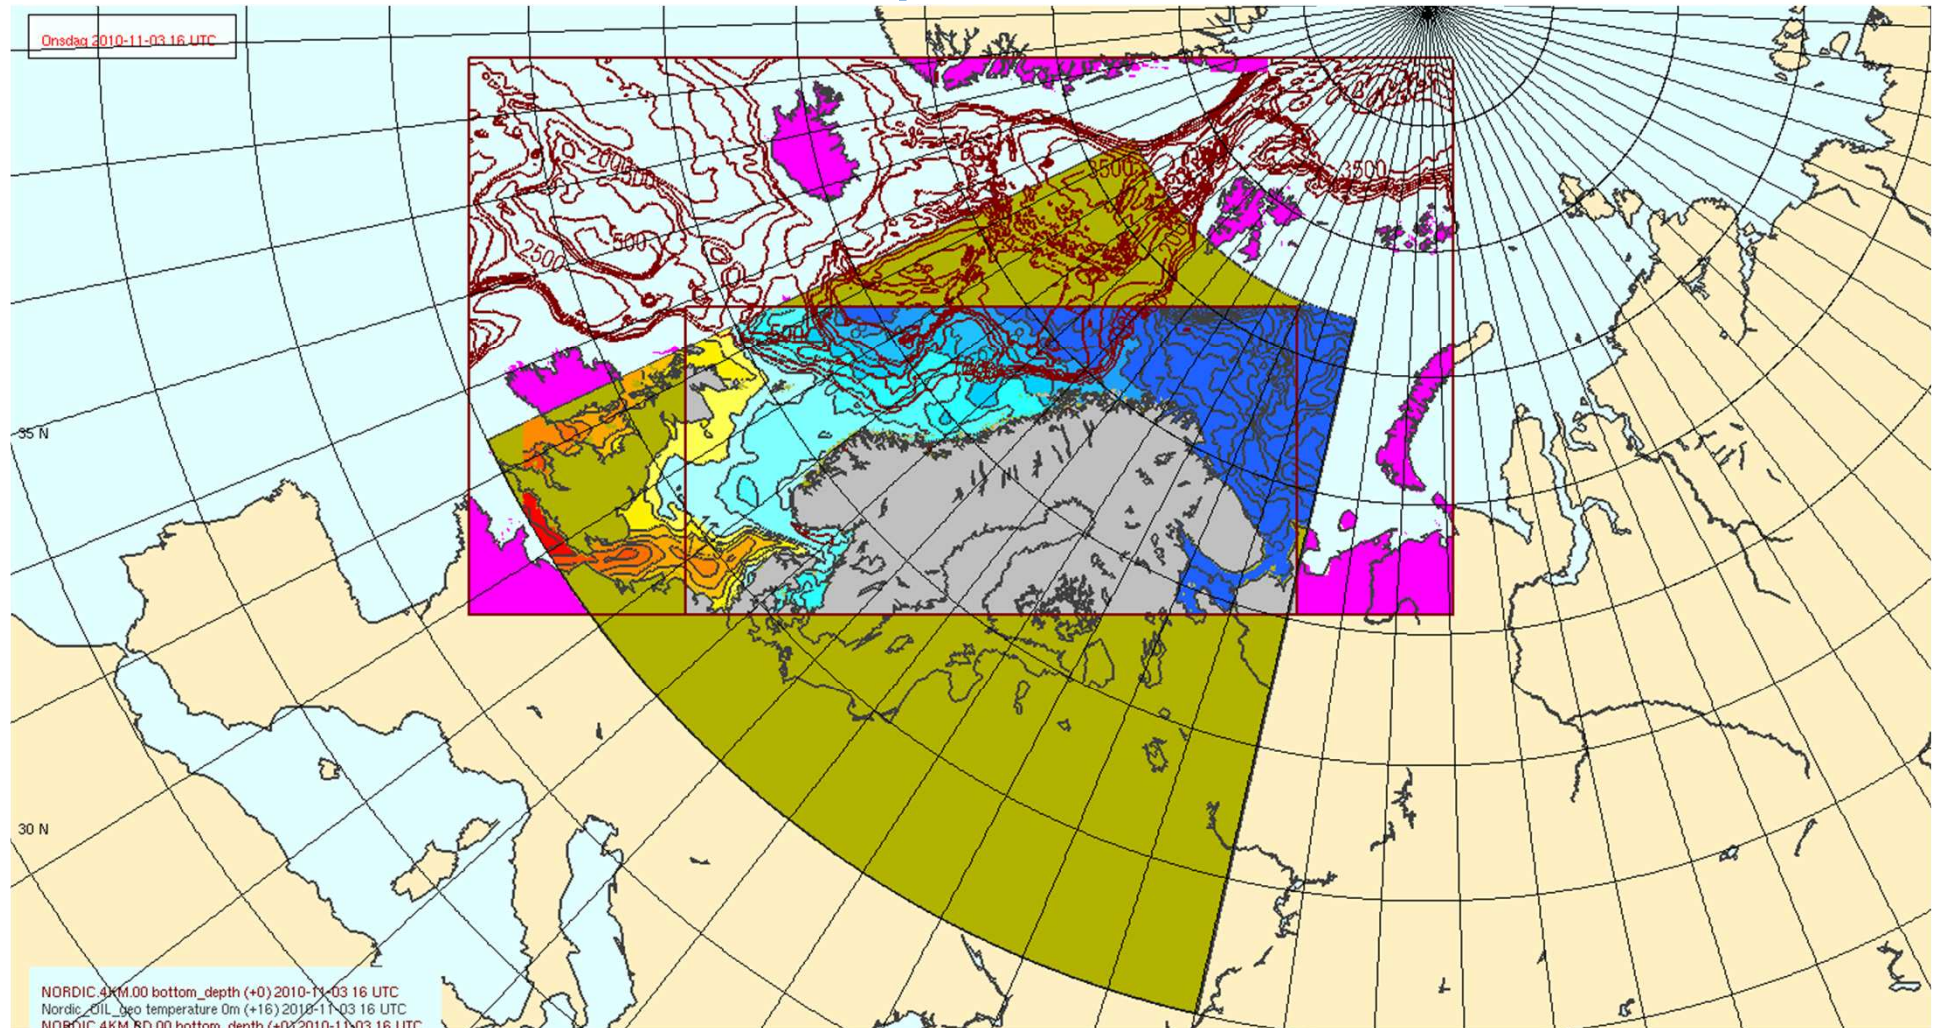 Onsdag 2010-11-03 16 UTC
3500
3500
2000
1500
500
2500
35 N
30 N
NORDIC.4KM.00 bottom_depth (+0) 2010-11-03 16 UTC
Nordic_OIL_geo temperature 0m (+16) 2010-11-03 16 UTC
NORDIC.4KM.SD.00 bottom_depth (+0) 2010-11-03 16 UTC